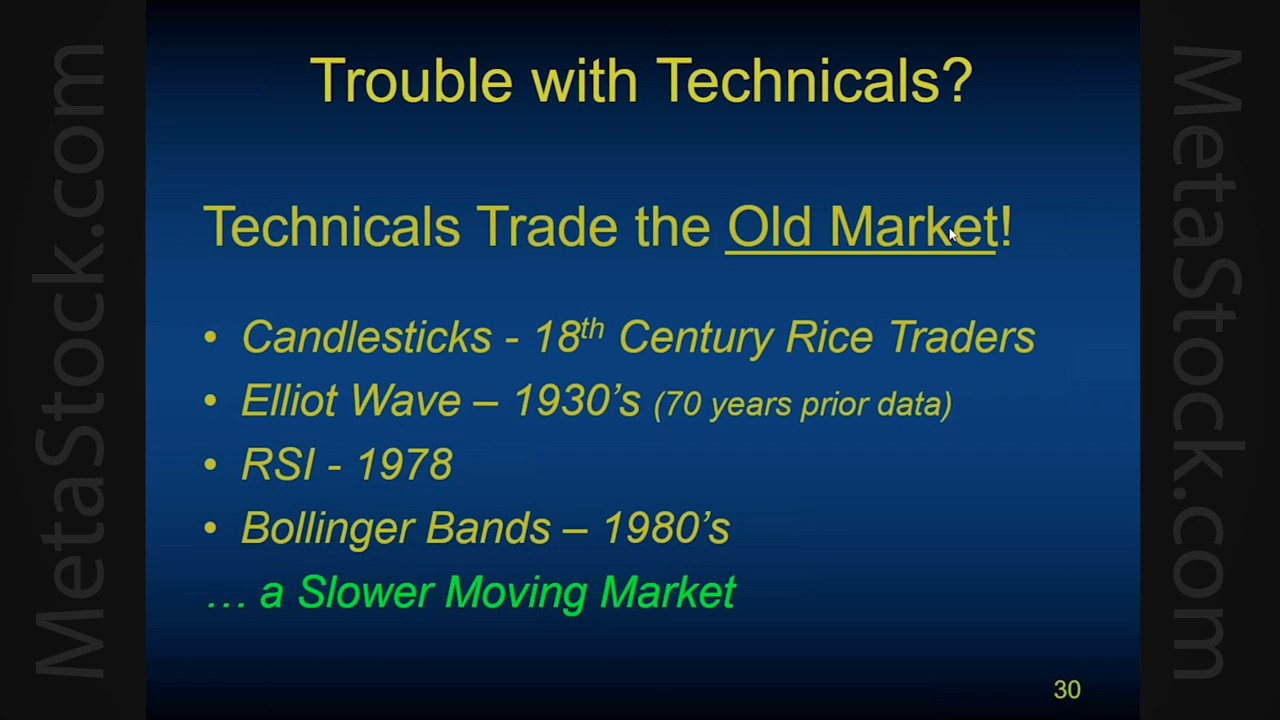 MetaStock.com
Trouble with Technicals?
Technicals Trade the Old Market!
• Candlesticks - 18th Century Rice Traders
• Elliot Wave – 1930's (70 years prior data)
• RSI - 1978
• Bollinger Bands – 1980's
… a Slower Moving Market
30
MetaStock.com